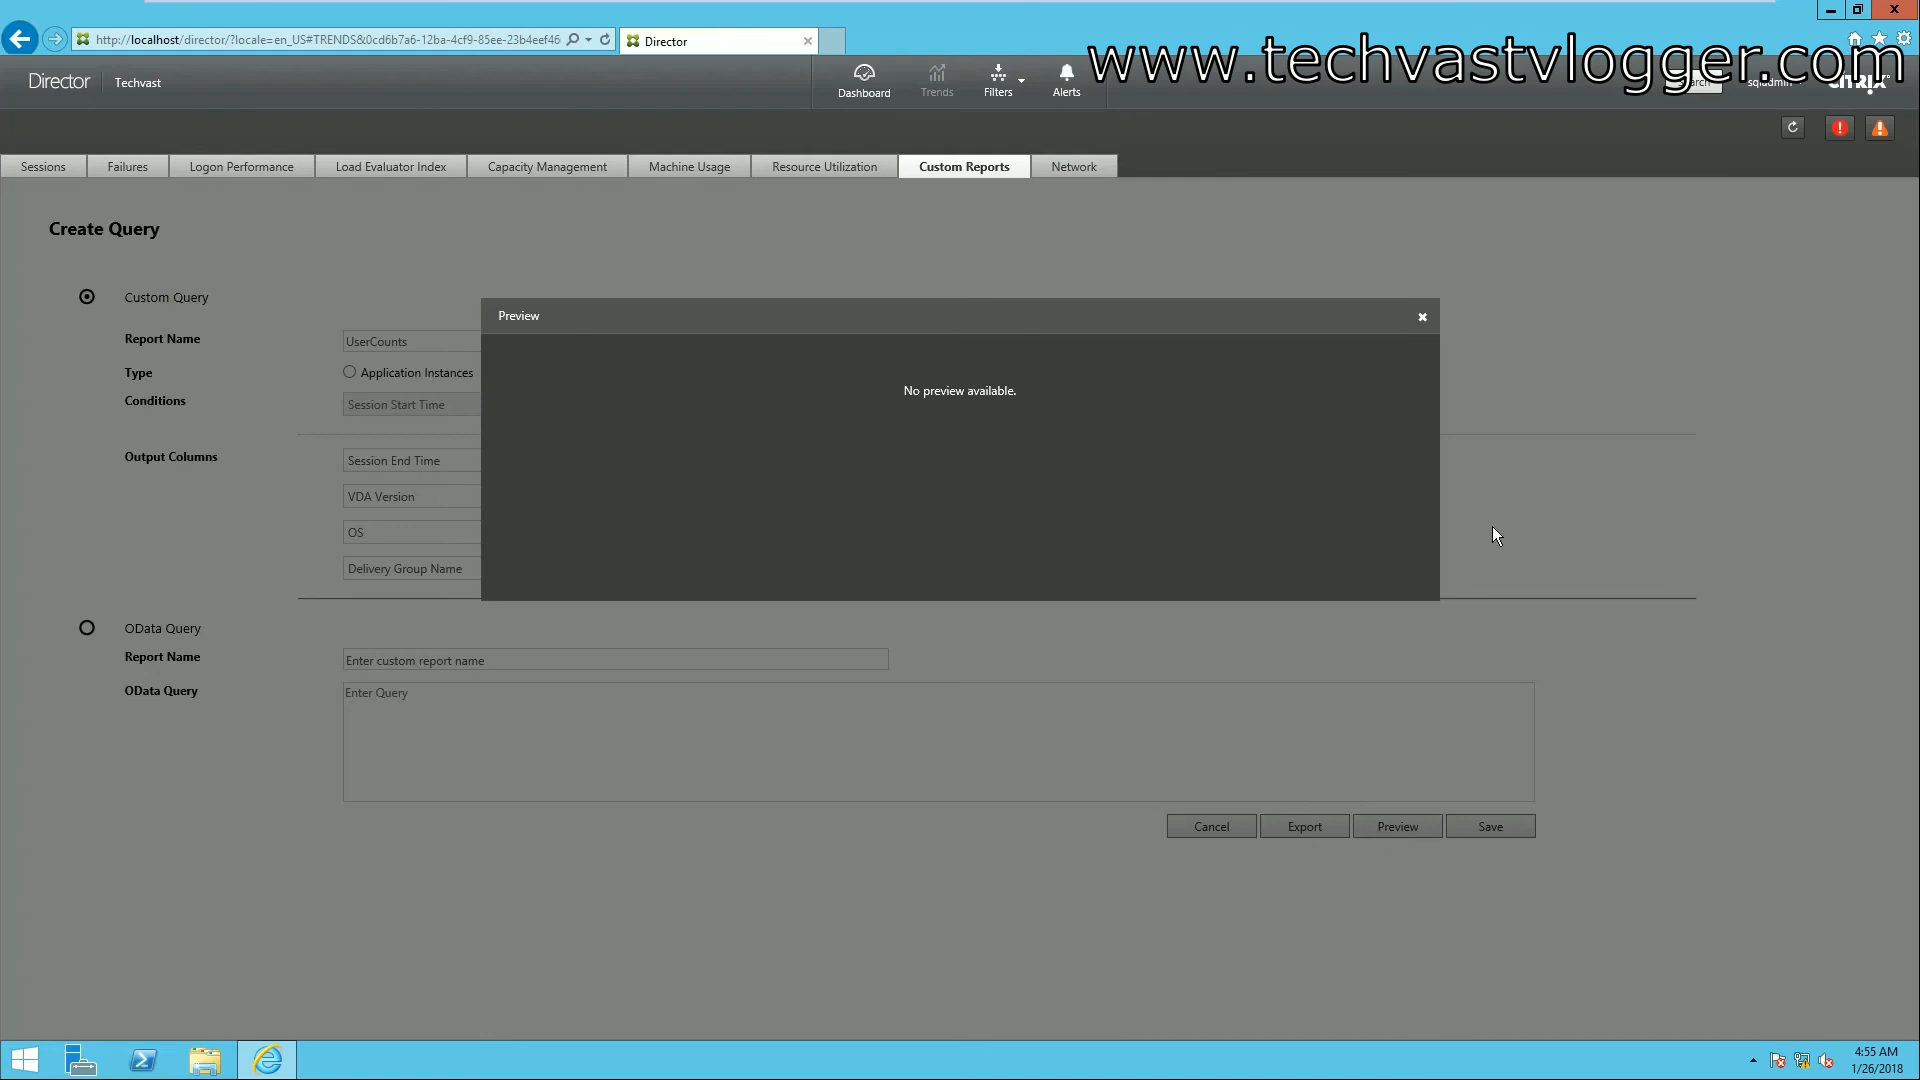 http://localhost/director/?locale=en_US#TRENDS&0cd6b7a6-12ba-4cf9-85ee-23b4eef46
Director
www.techvastvlogger.com
Director
Techvast
Dashboard
Trends
Filters
Alerts
sqladmin
CITRIX
Sessions
Failures
Logon Performance
Load Evaluator Index
Capacity Management
Machine Usage
Resource Utilization
Custom Reports
Network
Create Query
Custom Query
Preview
No preview available.
Report Name
UserCounts
Type
Application Instances
Conditions
Session Start Time
Output Columns
Session End Time
VDA Version
OS
Delivery Group Name
OData Query
Report Name
Enter custom report name
OData Query
Enter Query
Cancel
Export
Preview
Save
4:55 AM
1/26/2018